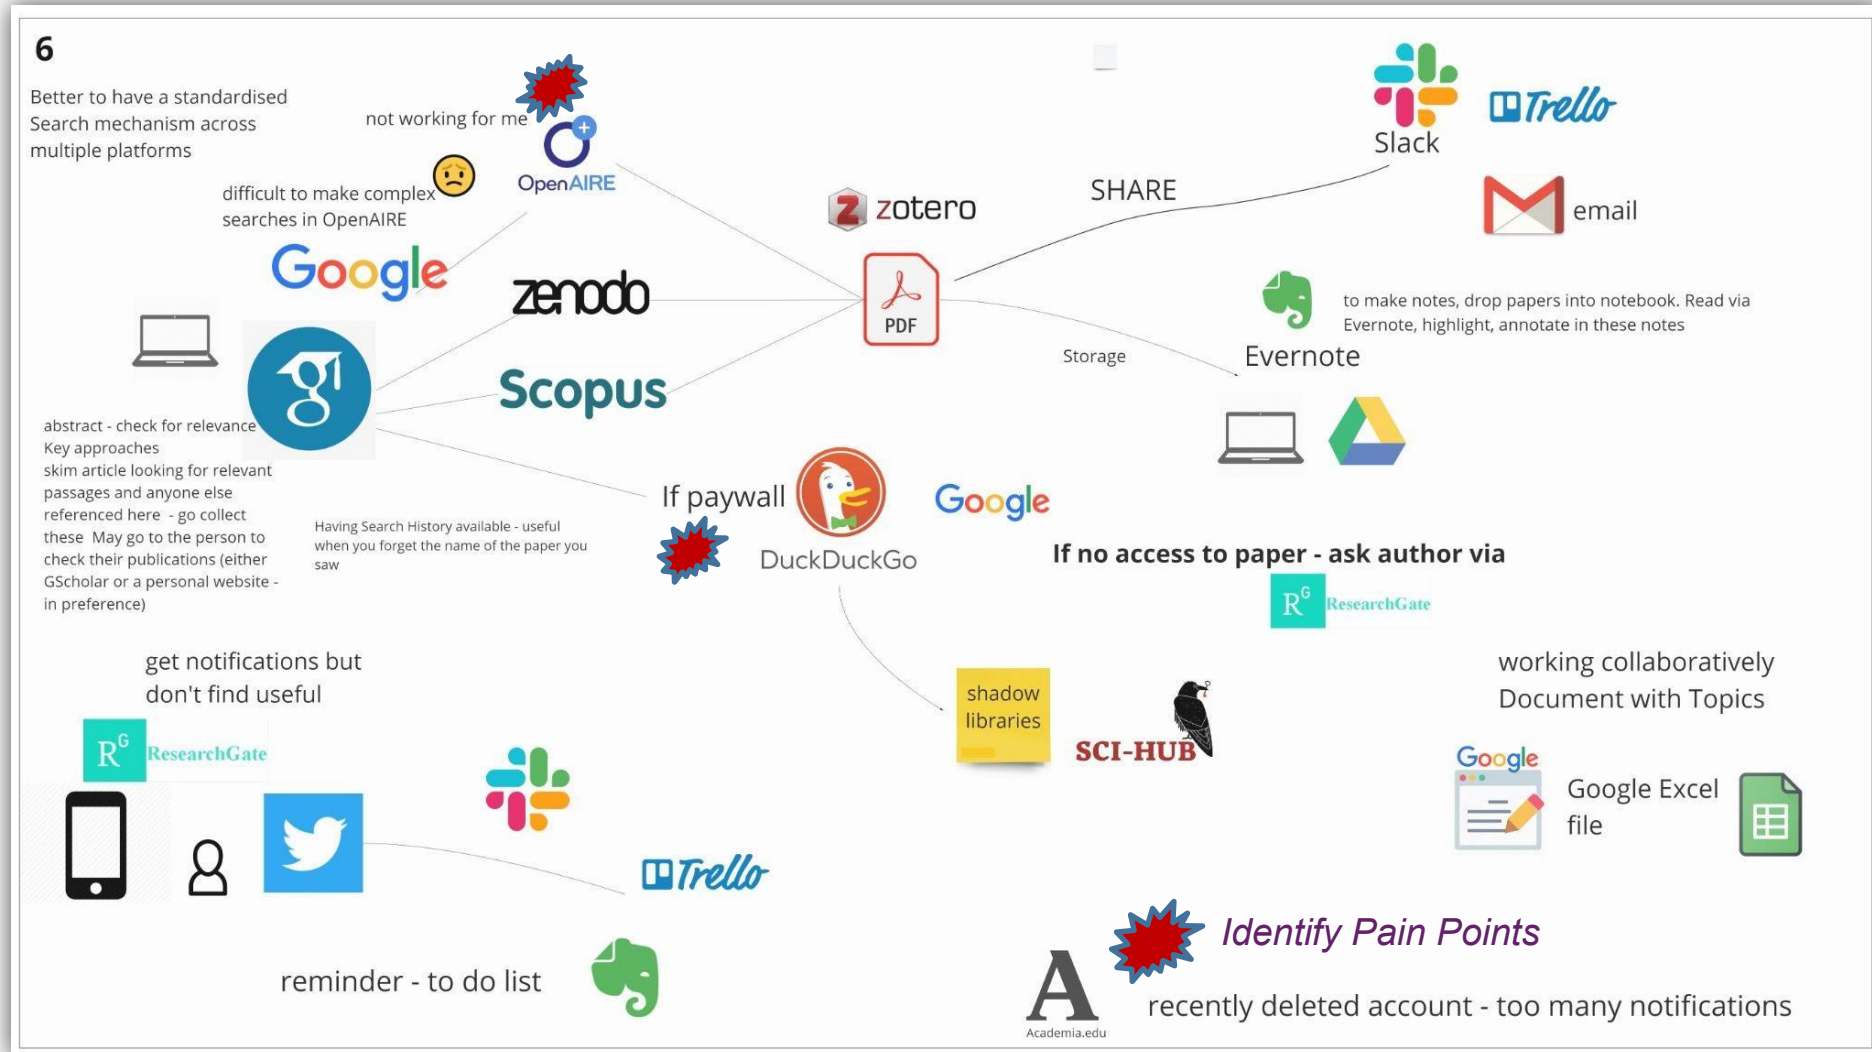 6
Better to have a standardised
Search mechanism across
multiple platforms
not working for me
OpenAIRE
difficult to make complex
searches in OpenAIRE
Google
zenodo
Scopus
g
abstract - check for relevance
Key approaches
skim article looking for relevant
passages and anyone else
referenced here - go collect
these May go to the person to
check their publications (either
GScholar or a personal website -
in preference)
Having Search History available - useful
when you forget the name of the paper you
saw
Z zotero
PDF
SHARE
Slack
Trello
email
Storage
Evernote
to make notes, drop papers into notebook. Read via
Evernote, highlight, annotate in these notes
If paywall
DuckDuckGo
Google
If no access to paper - ask author via
RG ResearchGate
shadow
libraries
SCI-HUB
working collaboratively
Document with Topics
Google
Google Excel
file
get notifications but
don't find useful
RG ResearchGate
Trello
reminder - to do list
Identify Pain Points
A
Academia.edu
recently deleted account - too many notifications